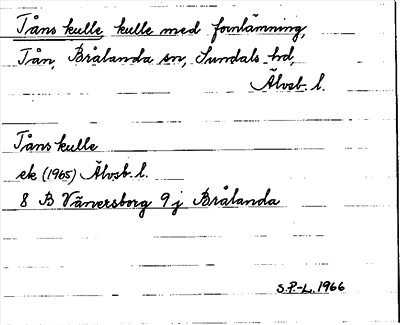 Tåns kulle, kulle med fornlämning,
Tån, Brålanda sn, Sundals hd,
Älvsb. l.
Tåns kulle
ek (1965) Älvsb. l.
8 B Vänersborg 9 j Brålanda
S.P.-L. 1966